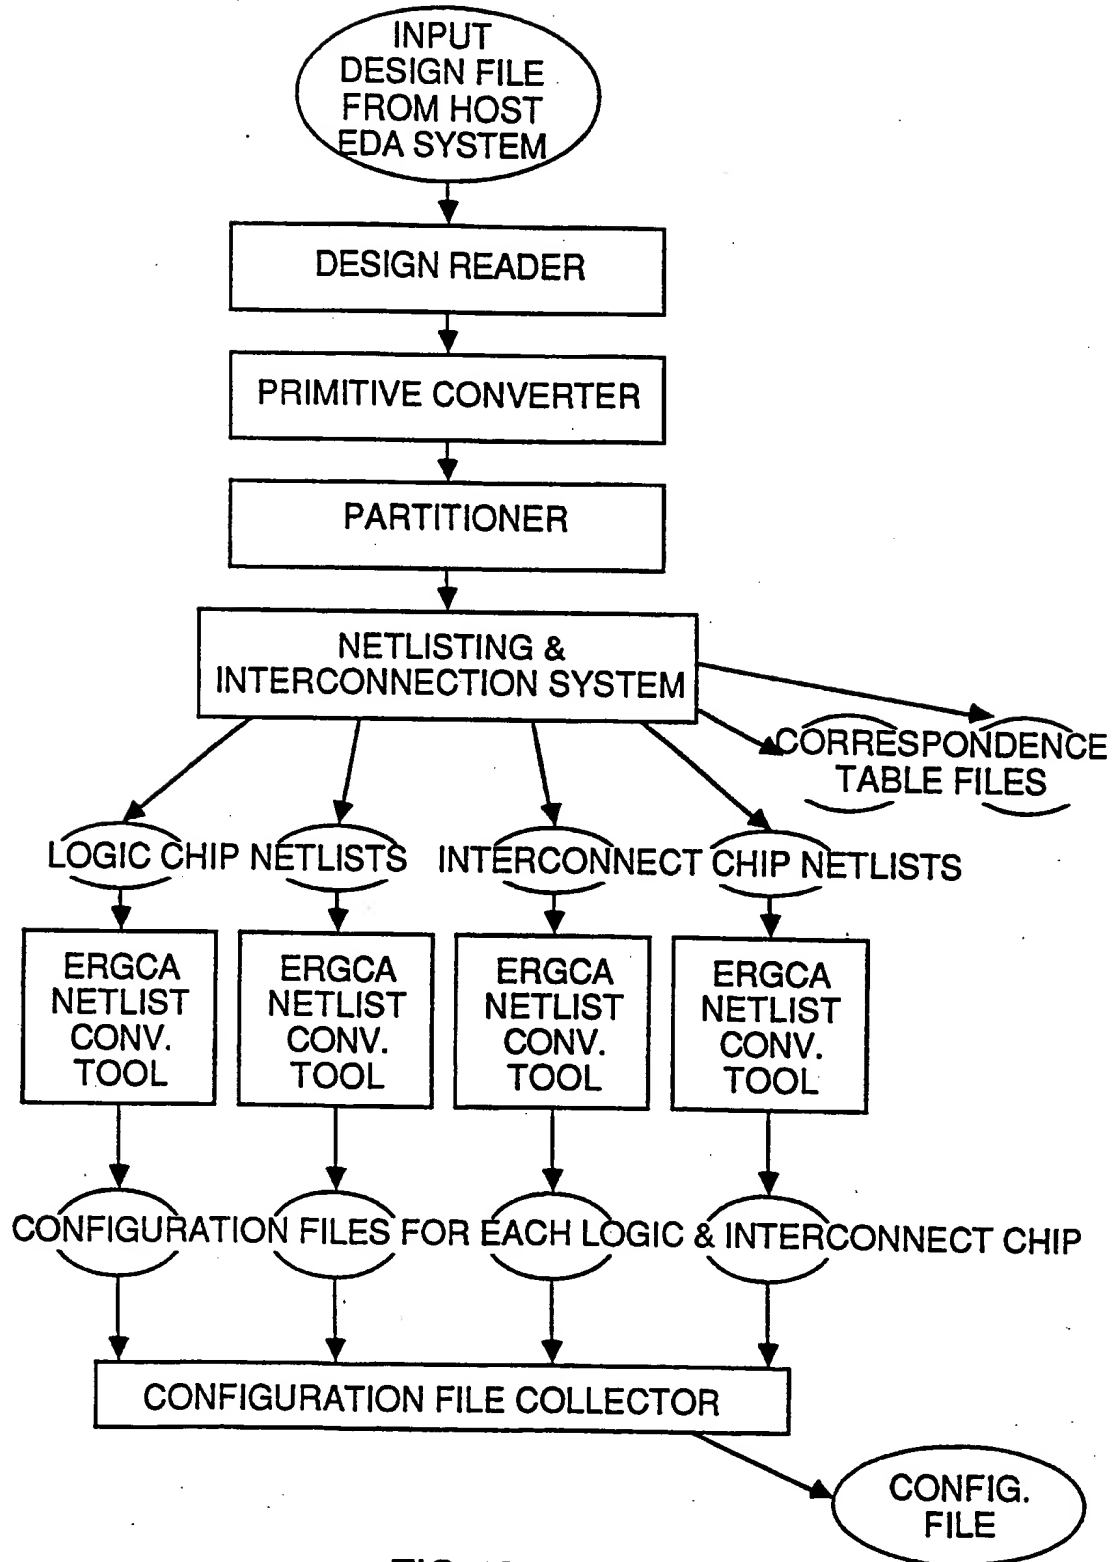 INPUT
DESIGN FILE
FROM HOST
EDA SYSTEM
DESIGN READER
PRIMITIVE CONVERTER
PARTITIONER
NETLISTING &
INTERCONNECTION SYSTEM
CORRESPONDENCE
TABLE FILES
LOGIC CHIP NETLISTS
INTERCONNECT CHIP NETLISTS
ERGCA
NETLIST
CONV.
TOOL
ERGCA
NETLIST
CONV.
TOOL
ERGCA
NETLIST
CONV.
TOOL
ERGCA
NETLIST
CONV.
TOOL
CONFIGURATION FILES FOR EACH LOGIC & INTERCONNECT CHIP
CONFIGURATION FILE COLLECTOR
CONFIG.
FILE